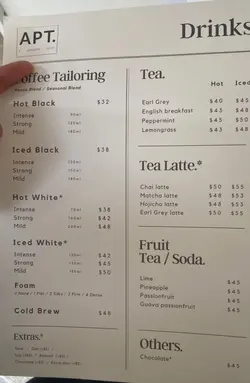 APT.
Drinks
Coffee Tailoring
House Blend / Seasonal Blend
Hot Black $32
Intense
Strong
Mild
Iced Black $38
Intense
Strong
Mild
Hot White*
Intense $38
Strong $42
Mild $48
Iced White*
Intense $42
Strong $45
Mild $50
Foam
Cold Brew $48
Extras.*
Tea.
Hot Iced
Earl Grey $40 $45
English breakfast $43 $48
Peppermint $45 $50
Lemongrass $43 $48
Tea Latte.*
Chai latte $50 $55
Matcha latte $48 $53
Hojicha latte $48 $53
Earl Grey latte $50 $55
Fruit
Tea / Soda.
Lime $45
Pineapple $45
Passionfruit $45
Guava passionfruit $45
Others.
Chocolate* $45